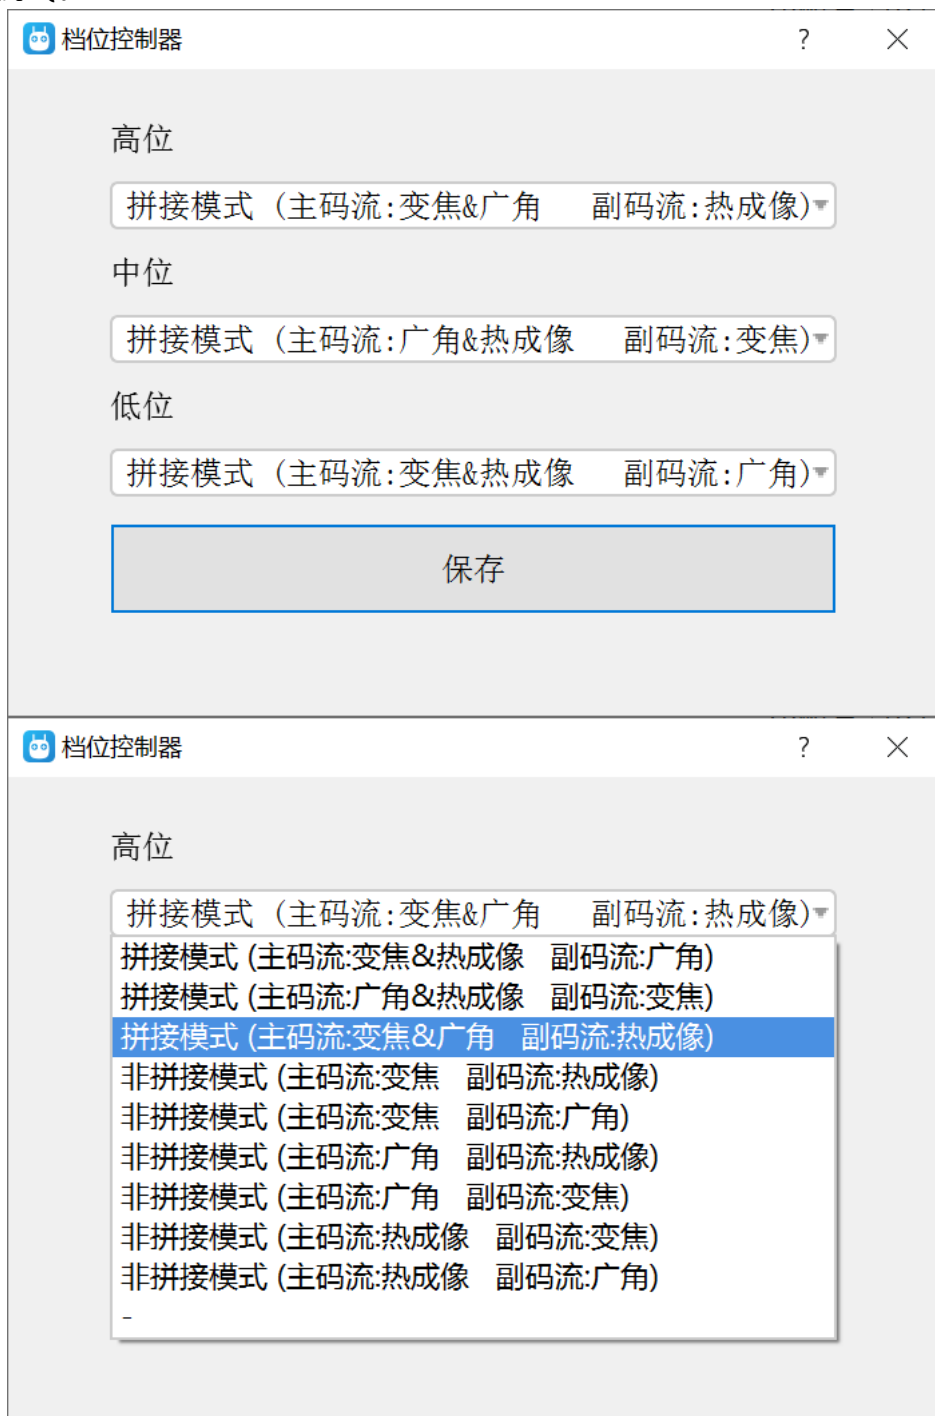 档位控制器 ?
高位
拼接模式 (主码流:变焦&广角 副码流:热成像)
中位
拼接模式 (主码流:广角&热成像 副码流:变焦)
低位
拼接模式 (主码流:变焦&热成像 副码流:广角)
保存
档位控制器 ?
高位
拼接模式 (主码流:变焦&广角 副码流:热成像)
拼接模式 (主码流:变焦&热成像 副码流:广角)
拼接模式 (主码流:广角&热成像 副码流:变焦)
拼接模式 (主码流:变焦&广角 副码流:热成像)
非拼接模式 (主码流:变焦 副码流:热成像)
非拼接模式 (主码流:变焦 副码流:广角)
非拼接模式 (主码流:广角 副码流:热成像)
非拼接模式 (主码流:广角 副码流:变焦)
非拼接模式 (主码流:热成像 副码流:变焦)
非拼接模式 (主码流:热成像 副码流:广角)
-